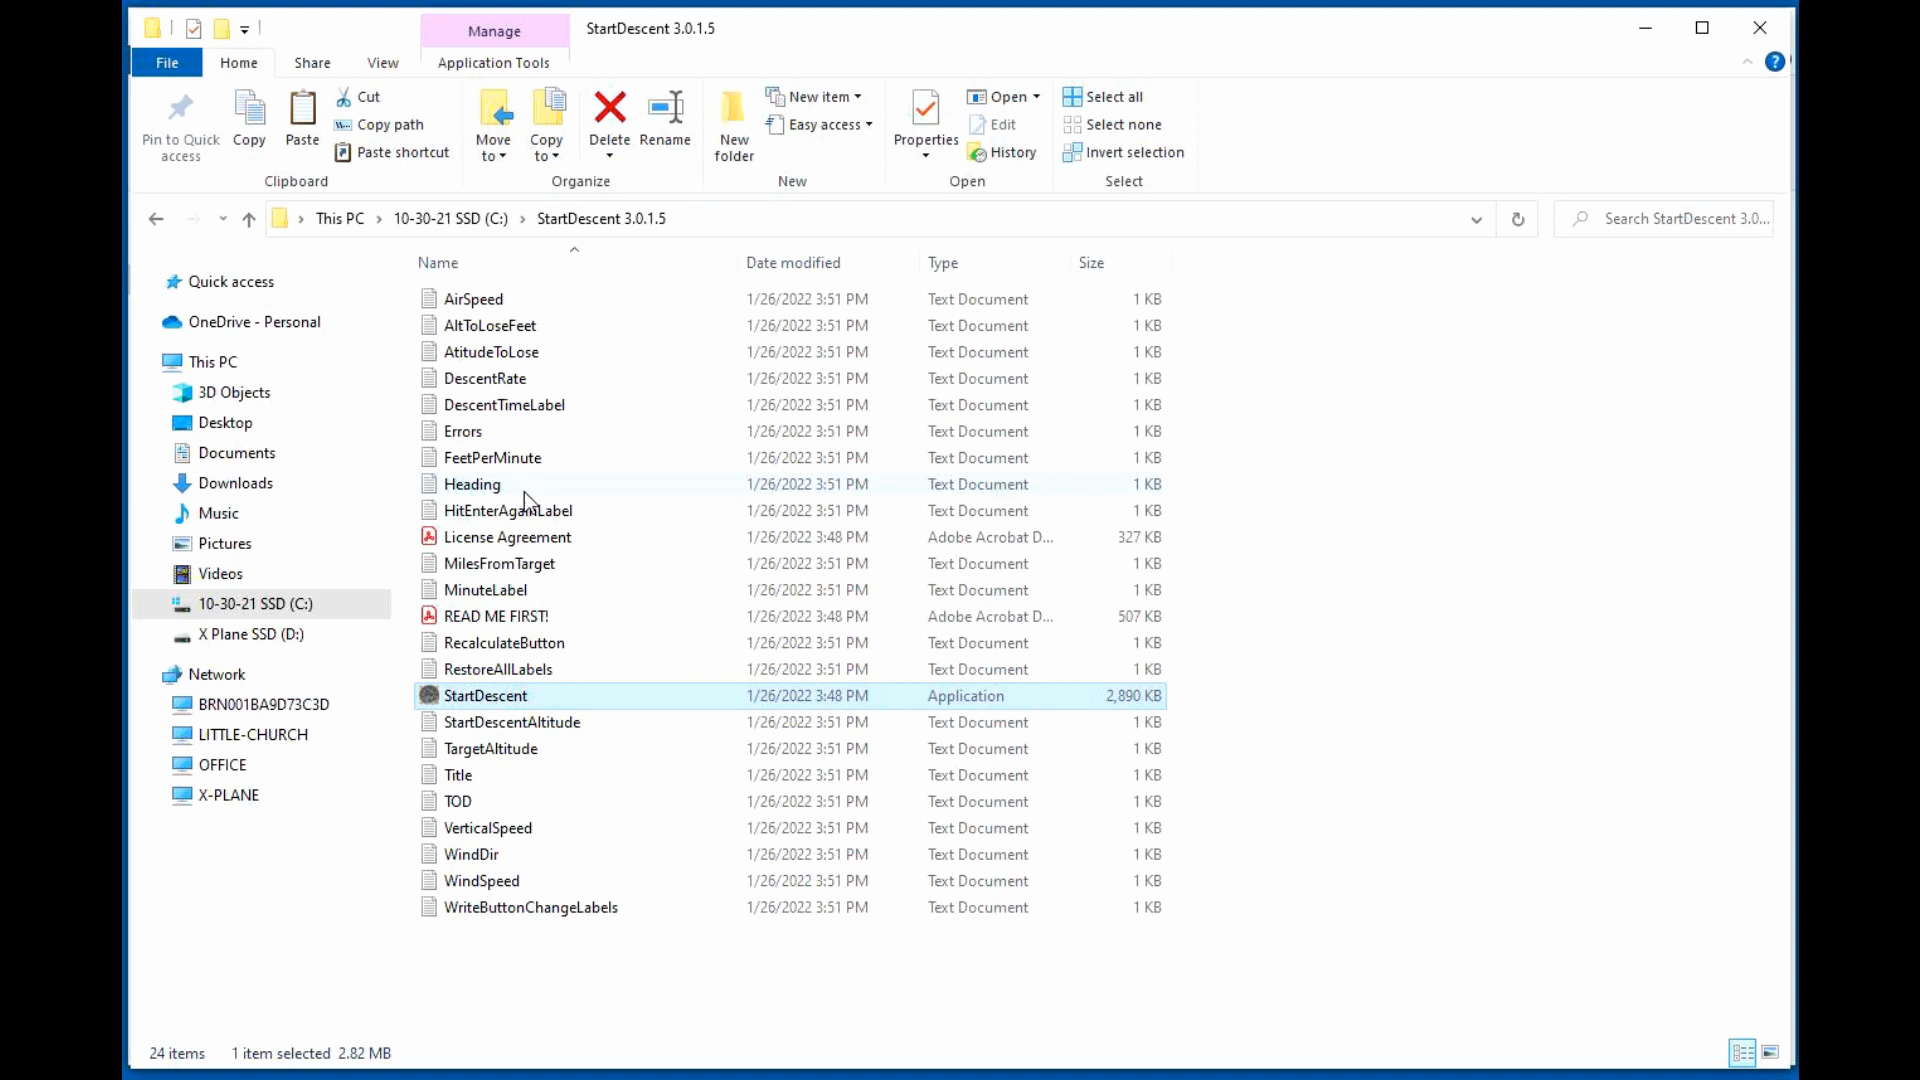 Manage
StartDescent 3.0.1.5
File
Home
Share
View
Application Tools
Pin to Quick access
Copy
Paste
Cut
Copy path
Paste shortcut
Clipboard
Move to
Copy to
Delete
Rename
Organize
New folder
New item
Easy access
New
Properties
Open
Edit
History
Open
Select all
Select none
Invert selection
Select
This PC
10-30-21 SSD (C:)
StartDescent 3.0.1.5
Search StartDescent 3.0...
Quick access
OneDrive - Personal
This PC
3D Objects
Desktop
Documents
Downloads
Music
Pictures
Videos
10-30-21 SSD (C:)
X Plane SSD (D:)
Network
BRN001BA9D73C3D
LITTLE-CHURCH
OFFICE
X-PLANE
Name Date modified Type Size
AirSpeed 1/26/2022 3:51 PM Text Document 1 KB
AltToLoseFeet 1/26/2022 3:51 PM Text Document 1 KB
AtitudeToLose 1/26/2022 3:51 PM Text Document 1 KB
DescentRate 1/26/2022 3:51 PM Text Document 1 KB
DescentTimeLabel 1/26/2022 3:51 PM Text Document 1 KB
Errors 1/26/2022 3:51 PM Text Document 1 KB
FeetPerMinute 1/26/2022 3:51 PM Text Document 1 KB
Heading 1/26/2022 3:51 PM Text Document 1 KB
HitEnterAgainLabel 1/26/2022 3:51 PM Text Document 1 KB
License Agreement 1/26/2022 3:48 PM Adobe Acrobat D... 327 KB
MilesFromTarget 1/26/2022 3:51 PM Text Document 1 KB
MinuteLabel 1/26/2022 3:51 PM Text Document 1 KB
READ ME FIRST! 1/26/2022 3:48 PM Adobe Acrobat D... 507 KB
RecalculateButton 1/26/2022 3:51 PM Text Document 1 KB
RestoreAllLabels 1/26/2022 3:51 PM Text Document 1 KB
StartDescent 1/26/2022 3:48 PM Application 2,890 KB
StartDescentAltitude 1/26/2022 3:51 PM Text Document 1 KB
TargetAltitude 1/26/2022 3:51 PM Text Document 1 KB
Title 1/26/2022 3:51 PM Text Document 1 KB
TOD 1/26/2022 3:51 PM Text Document 1 KB
VerticalSpeed 1/26/2022 3:51 PM Text Document 1 KB
WindDir 1/26/2022 3:51 PM Text Document 1 KB
WindSpeed 1/26/2022 3:51 PM Text Document 1 KB
WriteButtonChangeLabels 1/26/2022 3:51 PM Text Document 1 KB
24 items 1 item selected 2.82 MB